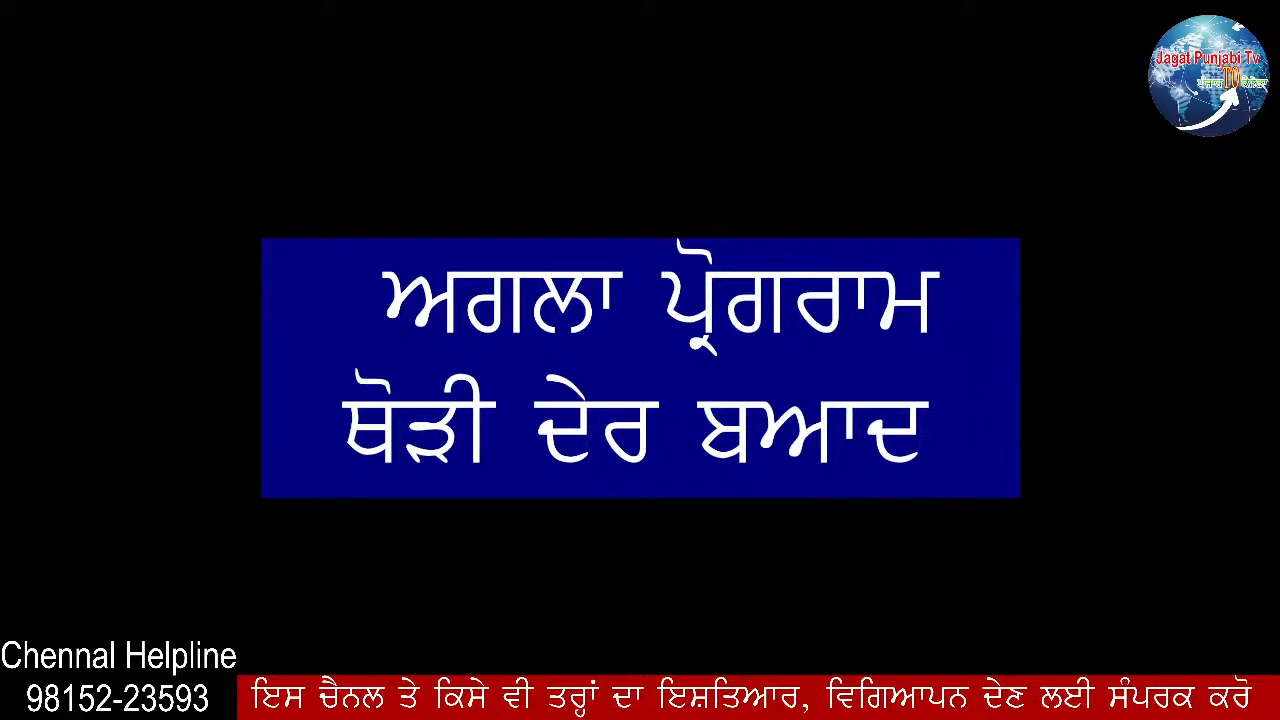 Jagat Punjabi Tv
TO
ਅਗਲਾ ਪ੍ਰੋਗਰਾਮ
ਥੋੜੀ ਦੇਰ ਬਆਦ
Chennal Helpline
98152-23593
ਇਸ ਚੈਨਲ ਤੇ ਕਿਸੇ ਵੀ ਤਰ੍ਹਾਂ ਦਾ ਇਸ਼ਤਿਆਰ, ਵਿਗਿਆਪਨ ਦੇਣ ਲਈ ਸੰਪਰਕ ਕਰੋ